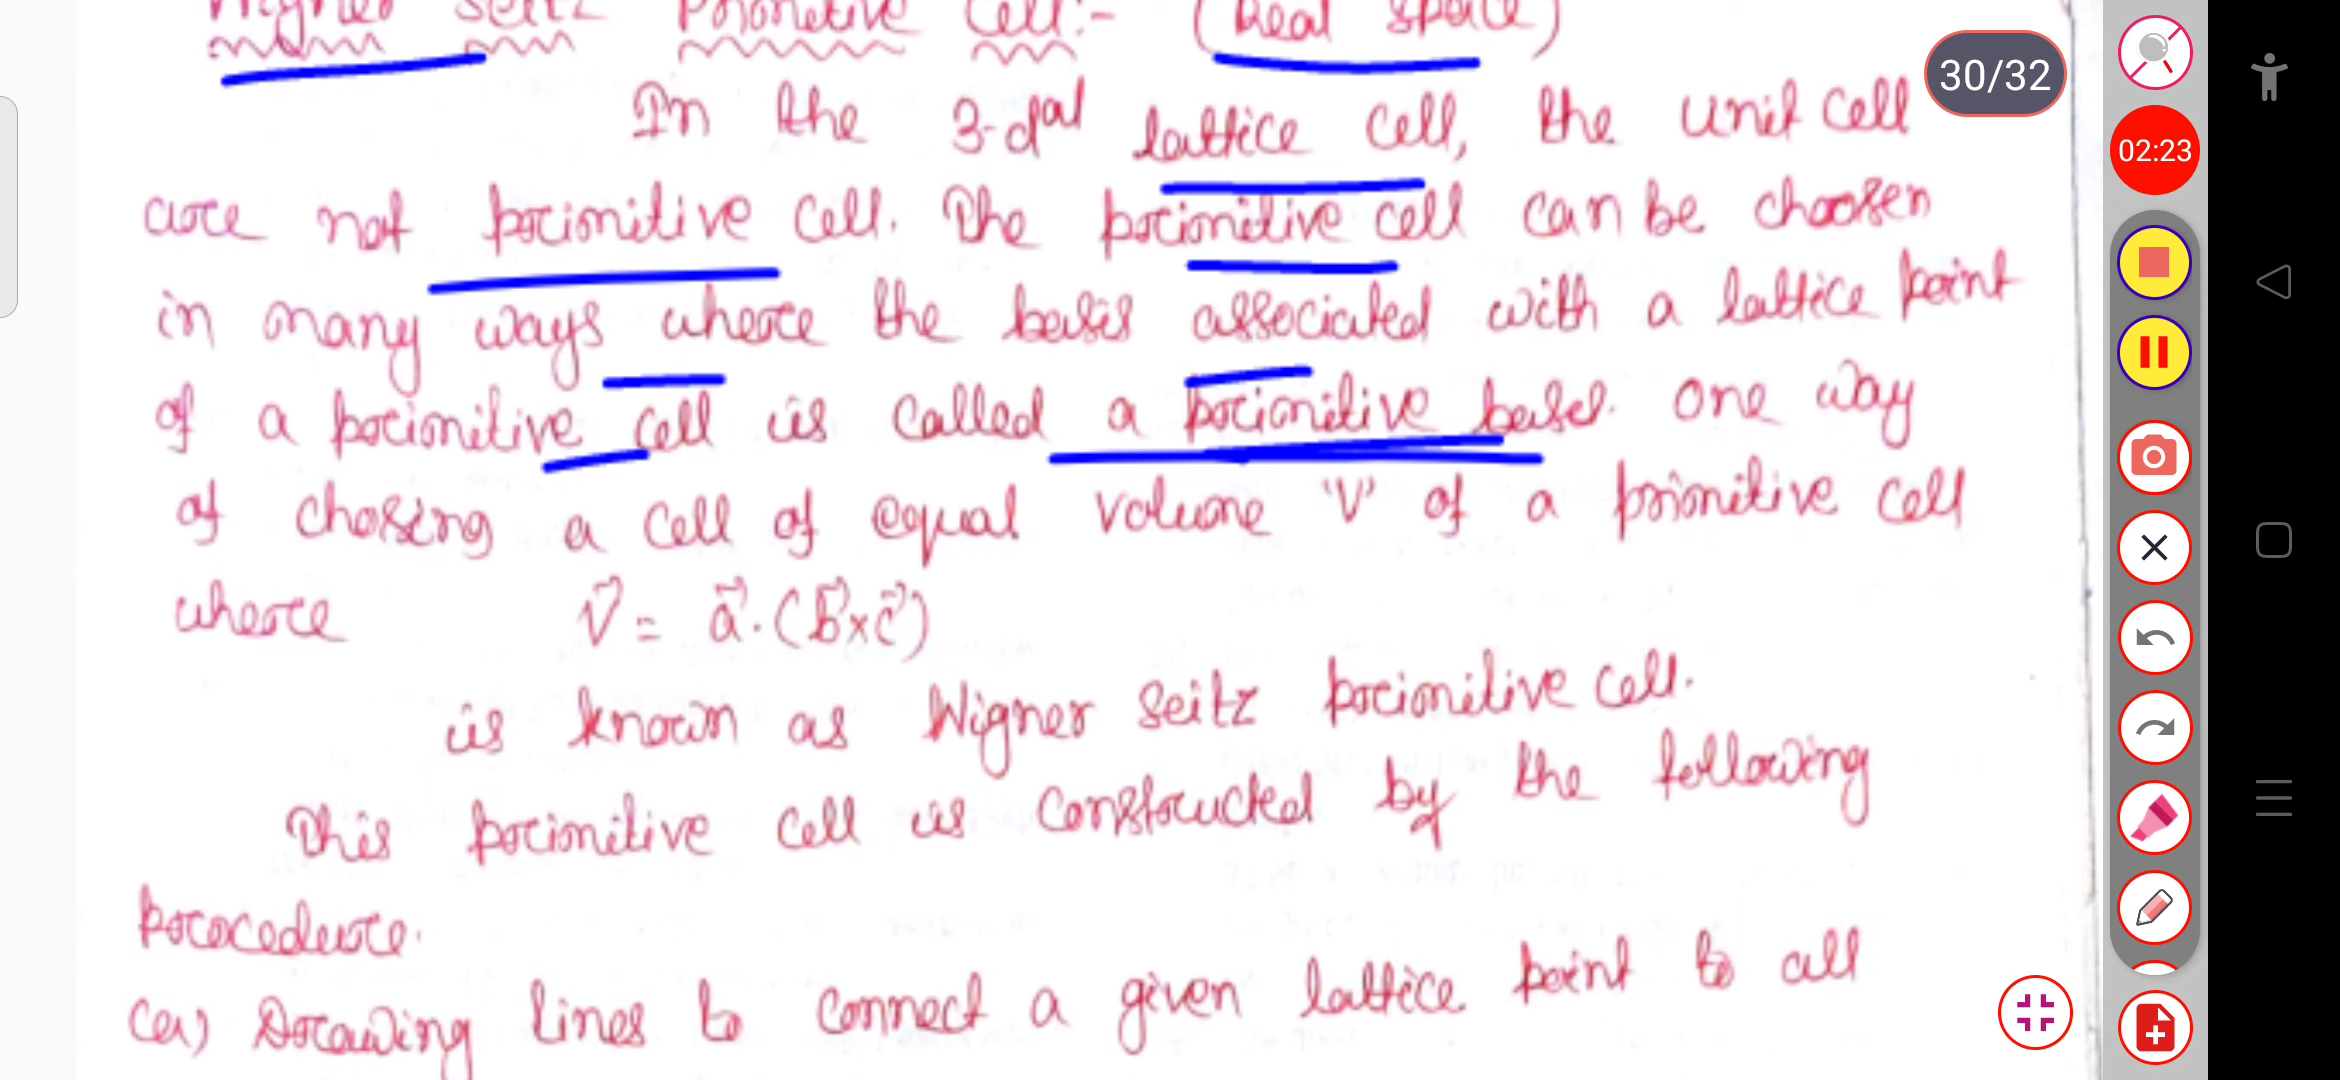 Wigner Seitz Primitive Cell:- (Real space)
In the 3-dal lattice cell, the unit cell
are not primitive cell. The primitive cell can be choosen
in many ways where the basis associated with a lattice point
of a primitive cell is called a primitive basis. One way
of chosing a cell of equal volume 'V' of a primitive cell
where V⃗ = a⃗·(b⃗×c⃗)
is known as Wigner Seitz primitive cell.
This primitive cell is constructed by the following
procedure.
(a) Drawing lines to connect a given lattice point to all
30/32
02:23